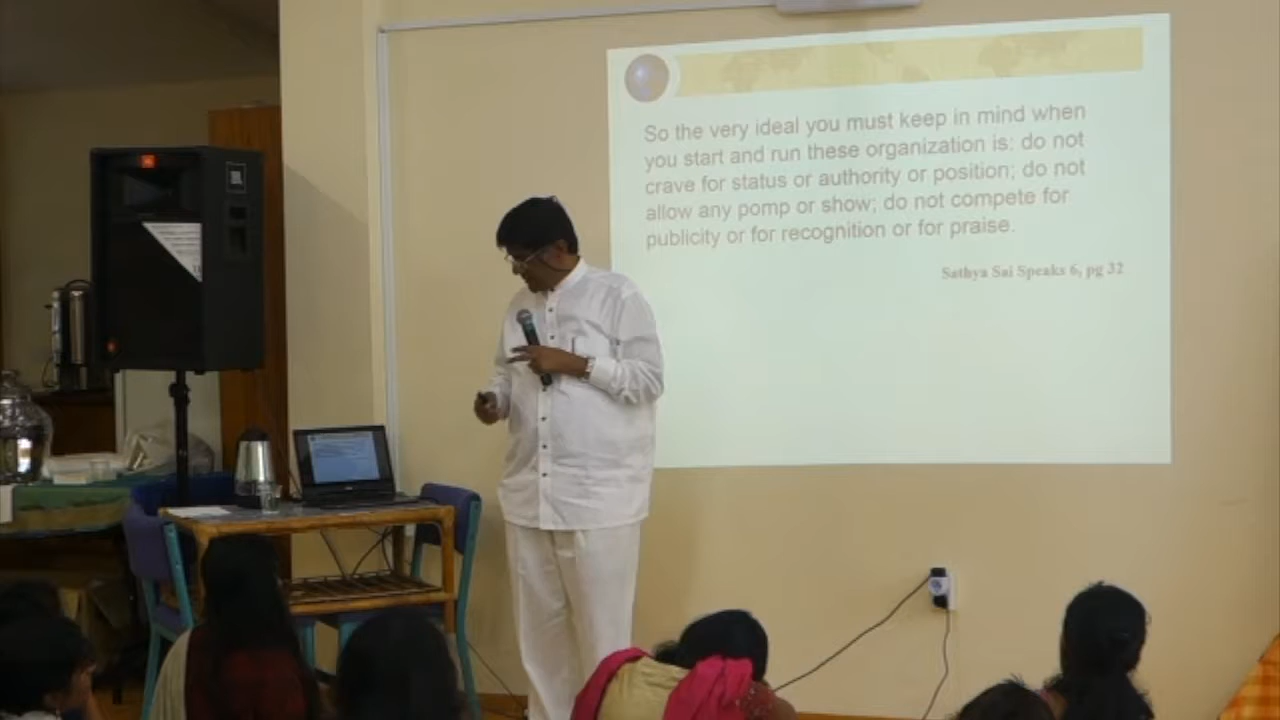 So the very ideal you must keep in mind when
you start and run these organization is: do not
crave for status or authority or position; do not
allow any pomp or show; do not compete for
publicity or for recognition or for praise.
Sathya Sai Speaks 6, pg 32
JBL